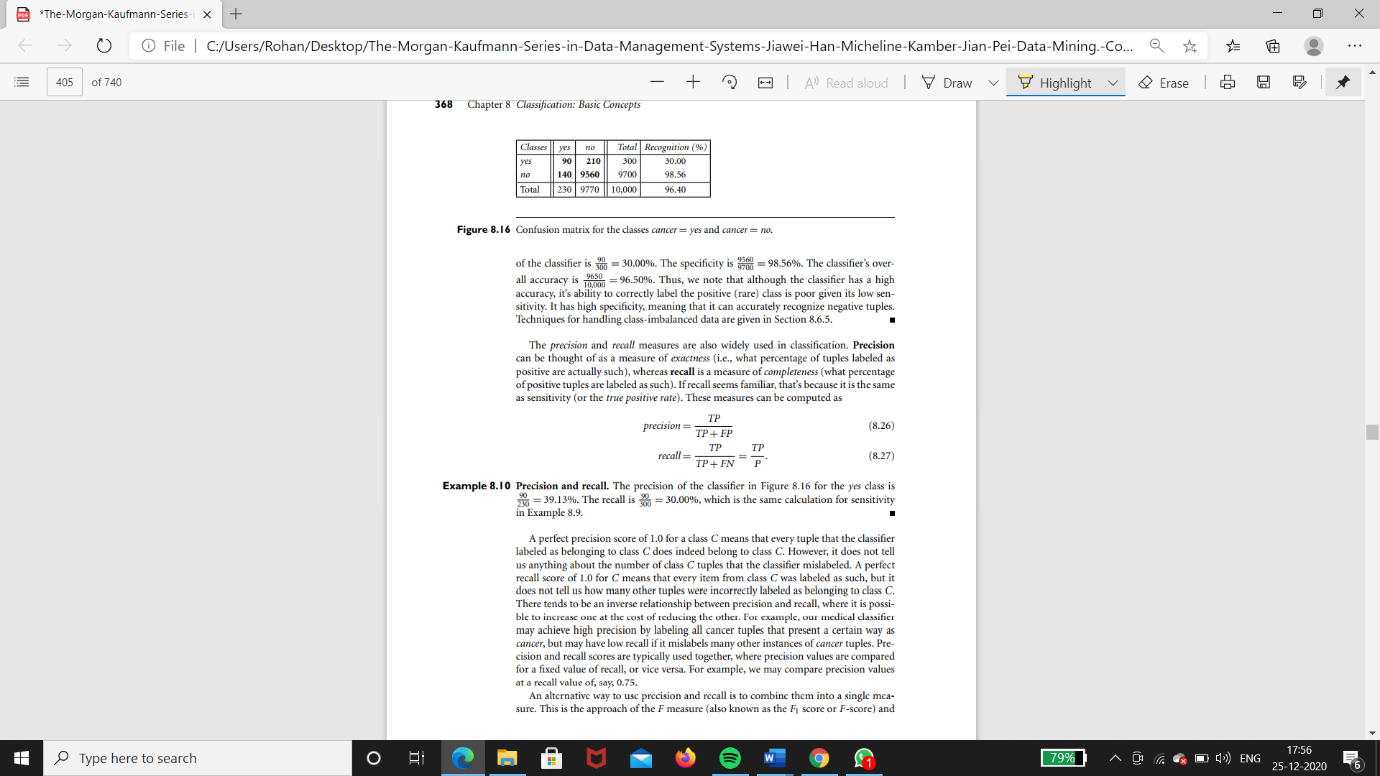 *The-Morgan-Kaufmann-Series-
File | C:/Users/Rohan/Desktop/The-Morgan-Kaufmann-Series-in-Data-Management-Systems-Jiawei-Han-Micheline-Kamber-Jian-Pei-Data-Mining.-Co...
405 of 740 Read aloud Draw Highlight Erase
368 Chapter 8 Classification: Basic Concepts
Classes yes no Total Recognition (%)
yes 90 210 300 30.00
no 140 9560 9700 98.56
Total 230 9770 10,000 96.40
Figure 8.16 Confusion matrix for the classes cancer = yes and cancer = no.
of the classifier is 90/300 = 30.00%. The specificity is 9560/9700 = 98.56%. The classifier's over-
all accuracy is 9650/10,000 = 96.50%. Thus, we note that although the classifier has a high
accuracy, it's ability to correctly label the positive (rare) class is poor given its low sen-
sitivity. It has high specificity, meaning that it can accurately recognize negative tuples.
Techniques for handling class-imbalanced data are given in Section 8.6.5.
The precision and recall measures are also widely used in classification. Precision
can be thought of as a measure of exactness (i.e., what percentage of tuples labeled as
positive are actually such), whereas recall is a measure of completeness (what percentage
of positive tuples are labeled as such). If recall seems familiar, that's because it is the same
as sensitivity (or the true positive rate). These measures can be computed as
precision = TP / TP + FP (8.26)
recall = TP / TP + FN = TP / P. (8.27)
Example 8.10 Precision and recall. The precision of the classifier in Figure 8.16 for the yes class is
90/230 = 39.13%. The recall is 90/300 = 30.00%, which is the same calculation for sensitivity
in Example 8.9.
A perfect precision score of 1.0 for a class C means that every tuple that the classifier
labeled as belonging to class C does indeed belong to class C. However, it does not tell
us anything about the number of class C tuples that the classifier mislabeled. A perfect
recall score of 1.0 for C means that every item from class C was labeled as such, but it
does not tell us how many other tuples were incorrectly labeled as belonging to class C.
There tends to be an inverse relationship between precision and recall, where it is possi-
ble to increase one at the cost of reducing the other. For example, our medical classifier
may achieve high precision by labeling all cancer tuples that present a certain way as
cancer, but may have low recall if it mislabels many other instances of cancer tuples. Pre-
cision and recall scores are typically used together, where precision values are compared
for a fixed value of recall, or vice versa. For example, we may compare precision values
at a recall value of, say, 0.75.
An alternative way to use precision and recall is to combine them into a single mea-
sure. This is the approach of the F measure (also known as the F1 score or F-score) and
Type here to search
79%
ENG
17:56
25-12-2020
6
1